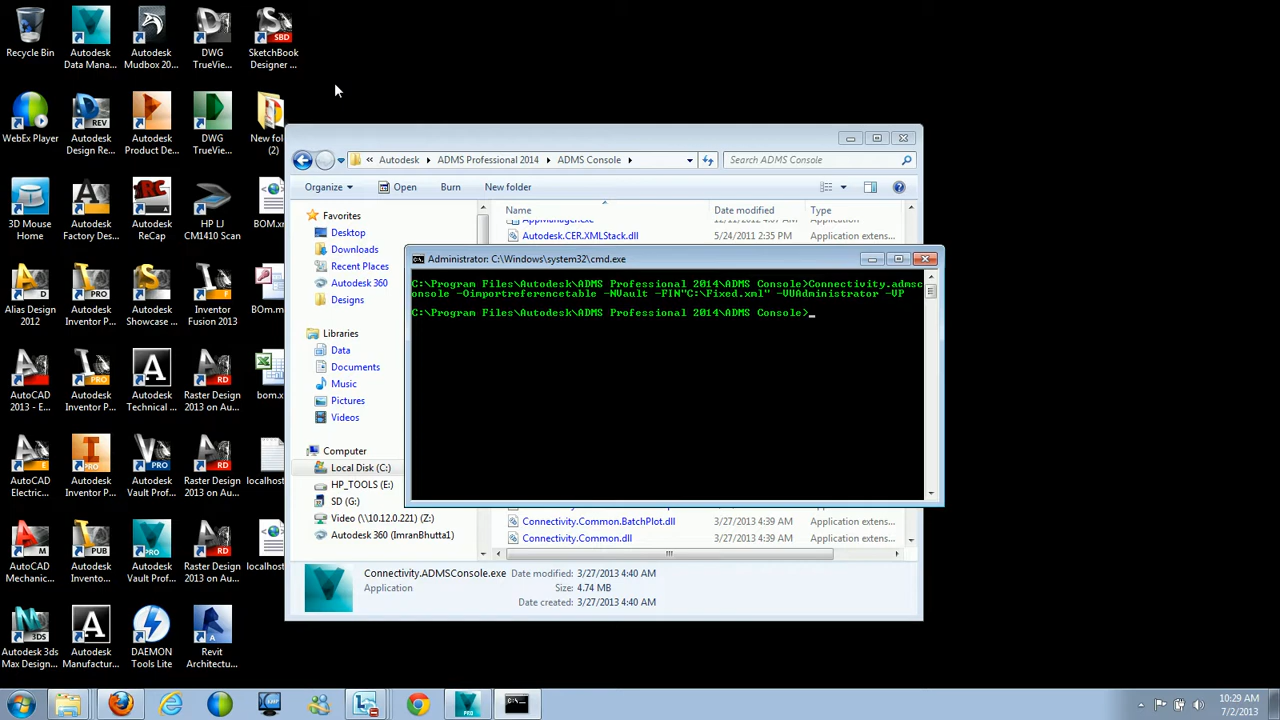 Recycle Bin
Autodesk Data Mana...
Autodesk Mudbox 20...
DWG TrueView...
SketchBook Designer ...
WebEx Player
Autodesk Design Re...
Autodesk Product De...
DWG TrueVie...
New fol (2)
3D Mouse Home
Autodesk Factory Des...
Autodesk ReCap
HP LJ CM1410 Scan
BOM.x
Alias Design 2012
Autodesk Inventor P...
Autodesk Showcase ...
Inventor Fusion 2013
BOm.x
AutoCAD 2013 - E...
Autodesk Inventor P...
Autodesk Technical ...
Raster Design 2013 on Au...
bom.x
AutoCAD Electric...
Autodesk Inventor P...
Autodesk Vault Prof...
Raster Design 2013 on Au...
localhos
AutoCAD Mechanic...
Autodesk Invento...
Autodesk Vault Prof...
Raster Design 2013 on Au...
localhos
Autodesk 3ds Max Design...
Autodesk Manufactur...
DAEMON Tools Lite
Revit Architectu...
Autodesk
ADMS Professional 2014
ADMS Console
Search ADMS Console
Organize
Open
Burn
New folder
Favorites
Desktop
Downloads
Recent Places
Autodesk 360
Designs
Libraries
Data
Documents
Music
Pictures
Videos
Computer
Local Disk (C:)
HP_TOOLS (E:)
SD (G:)
Video (\\10.12.0.221) (Z:)
Autodesk 360 (ImranBhutta1)
Name Date modified Type
Autodesk.CER.XMLStack.dll 5/24/2011 2:35 PM Application extens...
Administrator: C:\Windows\system32\cmd.exe
C:\Program Files\Autodesk\ADMS Professional 2014\ADMS Console>Connectivity.admsc
onsole -Oimportreferencetable -NVault -FIN"C:\Fixed.xml" -VUAdministrator -VP
C:\Program Files\Autodesk\ADMS Professional 2014\ADMS Console>_
Connectivity.Common.BatchPlot.dll 3/27/2013 4:39 AM Application extens...
Connectivity.Common.dll 3/27/2013 4:39 AM Application extens...
Connectivity.ADMSConsole.exe Date modified: 3/27/2013 4:40 AM
Application Size: 4.74 MB
Date created: 3/27/2013 4:40 AM
10:29 AM
7/2/2013